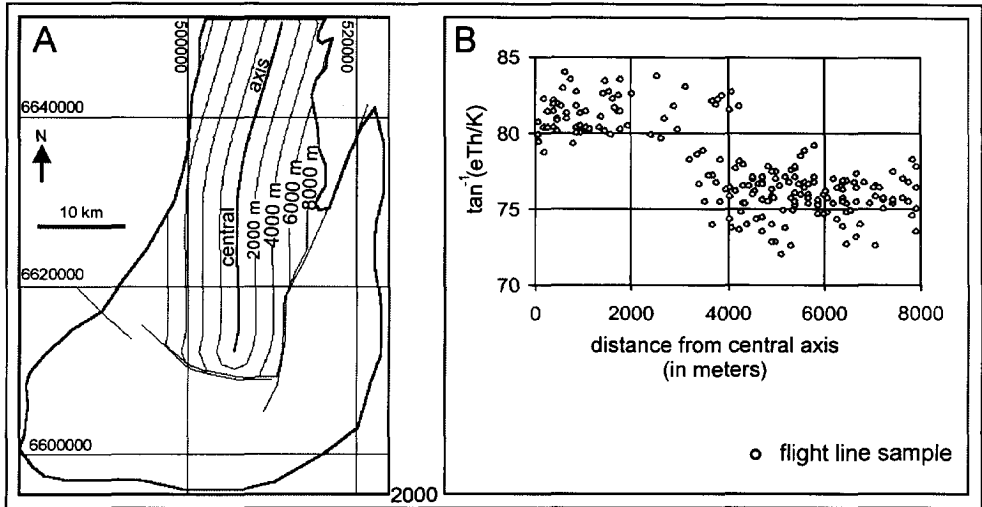 A
500000
520000
axis
6640000
N
10 km
central
2000 m
4000 m
6000 m
8000 m
6620000
6600000
2000
B
85
80
75
70
tan⁻¹(eTh/K)
0
2000
4000
6000
8000
distance from central axis
(in meters)
flight line sample